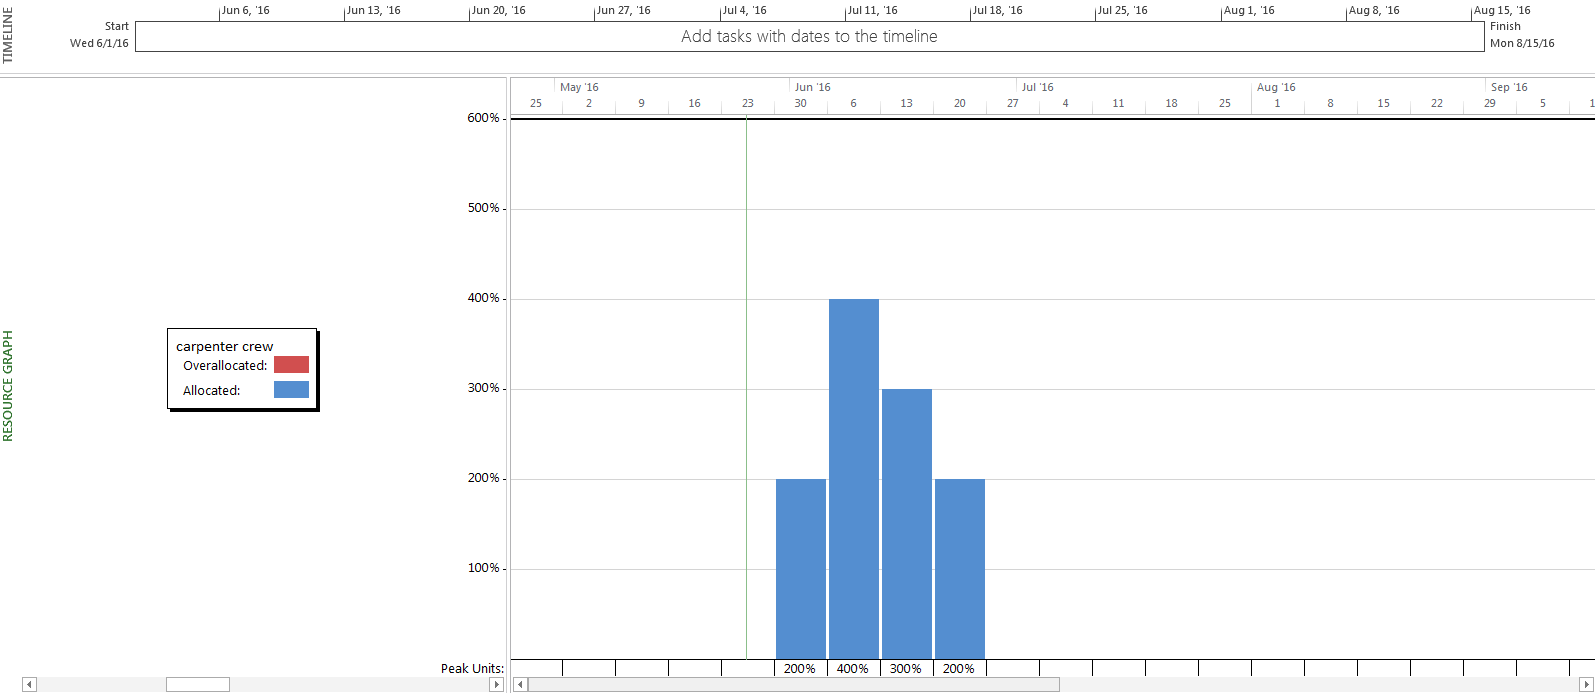 TIMELINE
Jun 6, '16 Jun 13, '16 Jun 20, '16 Jun 27, '16 Jul 4, '16 Jul 11, '16 Jul 18, '16 Jul 25, '16 Aug 1, '16 Aug 8, '16 Aug 15, '16
Start
Wed 6/1/16
Add tasks with dates to the timeline
Finish
Mon 8/15/16
RESOURCE GRAPH
carpenter crew
Overallocated:
Allocated:
May '16 Jun '16 Jul '16 Aug '16 Sep '16
25 2 9 16 23 30 6 13 20 27 4 11 18 25 1 8 15 22 29 5
600%
500%
400%
300%
200%
100%
Peak Units: 200% 400% 300% 200%